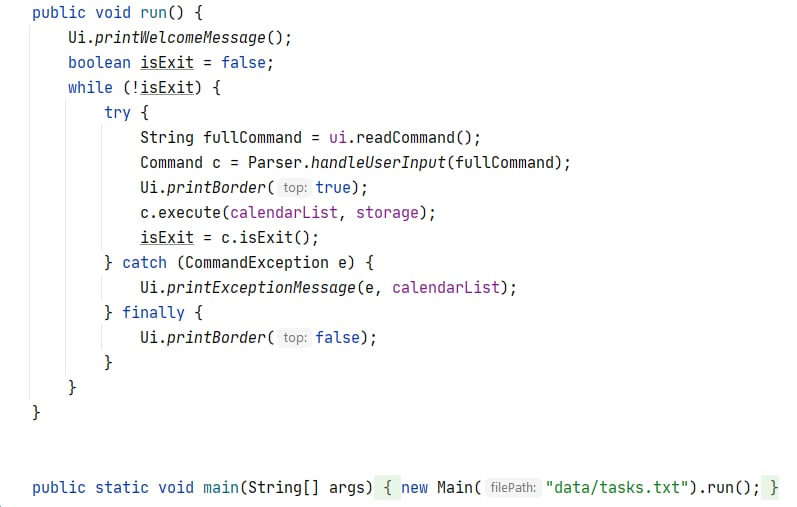 public void run() {
    Ui.printWelcomeMessage();
    boolean isExit = false;
    while (!isExit) {
        try {
            String fullCommand = ui.readCommand();
            Command c = Parser.handleUserInput(fullCommand);
            Ui.printBorder( top: true);
            c.execute(calendarList, storage);
            isExit = c.isExit();
        } catch (CommandException e) {
            Ui.printExceptionMessage(e, calendarList);
        } finally {
            Ui.printBorder( top: false);
        }
    }
}
public static void main(String[] args) { new Main( filePath: "data/tasks.txt").run(); }